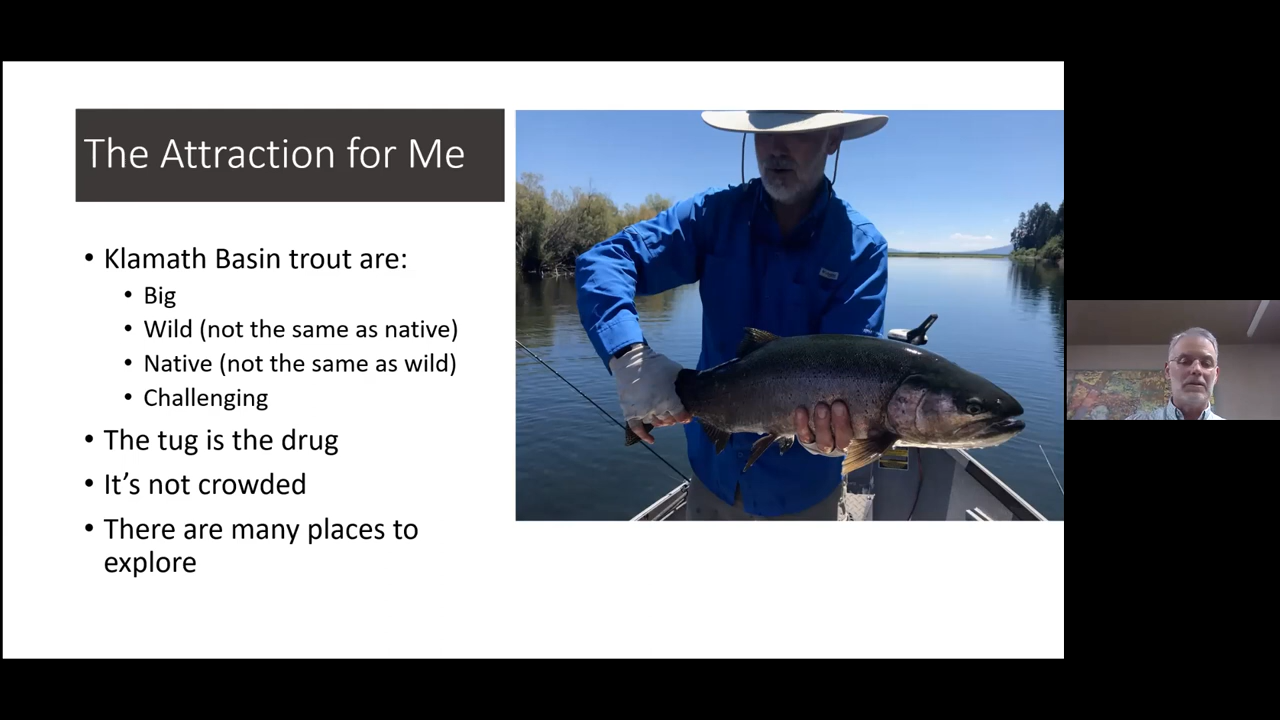 The Attraction for Me
• Klamath Basin trout are:
• Big
• Wild (not the same as native)
• Native (not the same as wild)
• Challenging
• The tug is the drug
• It's not crowded
• There are many places to
explore